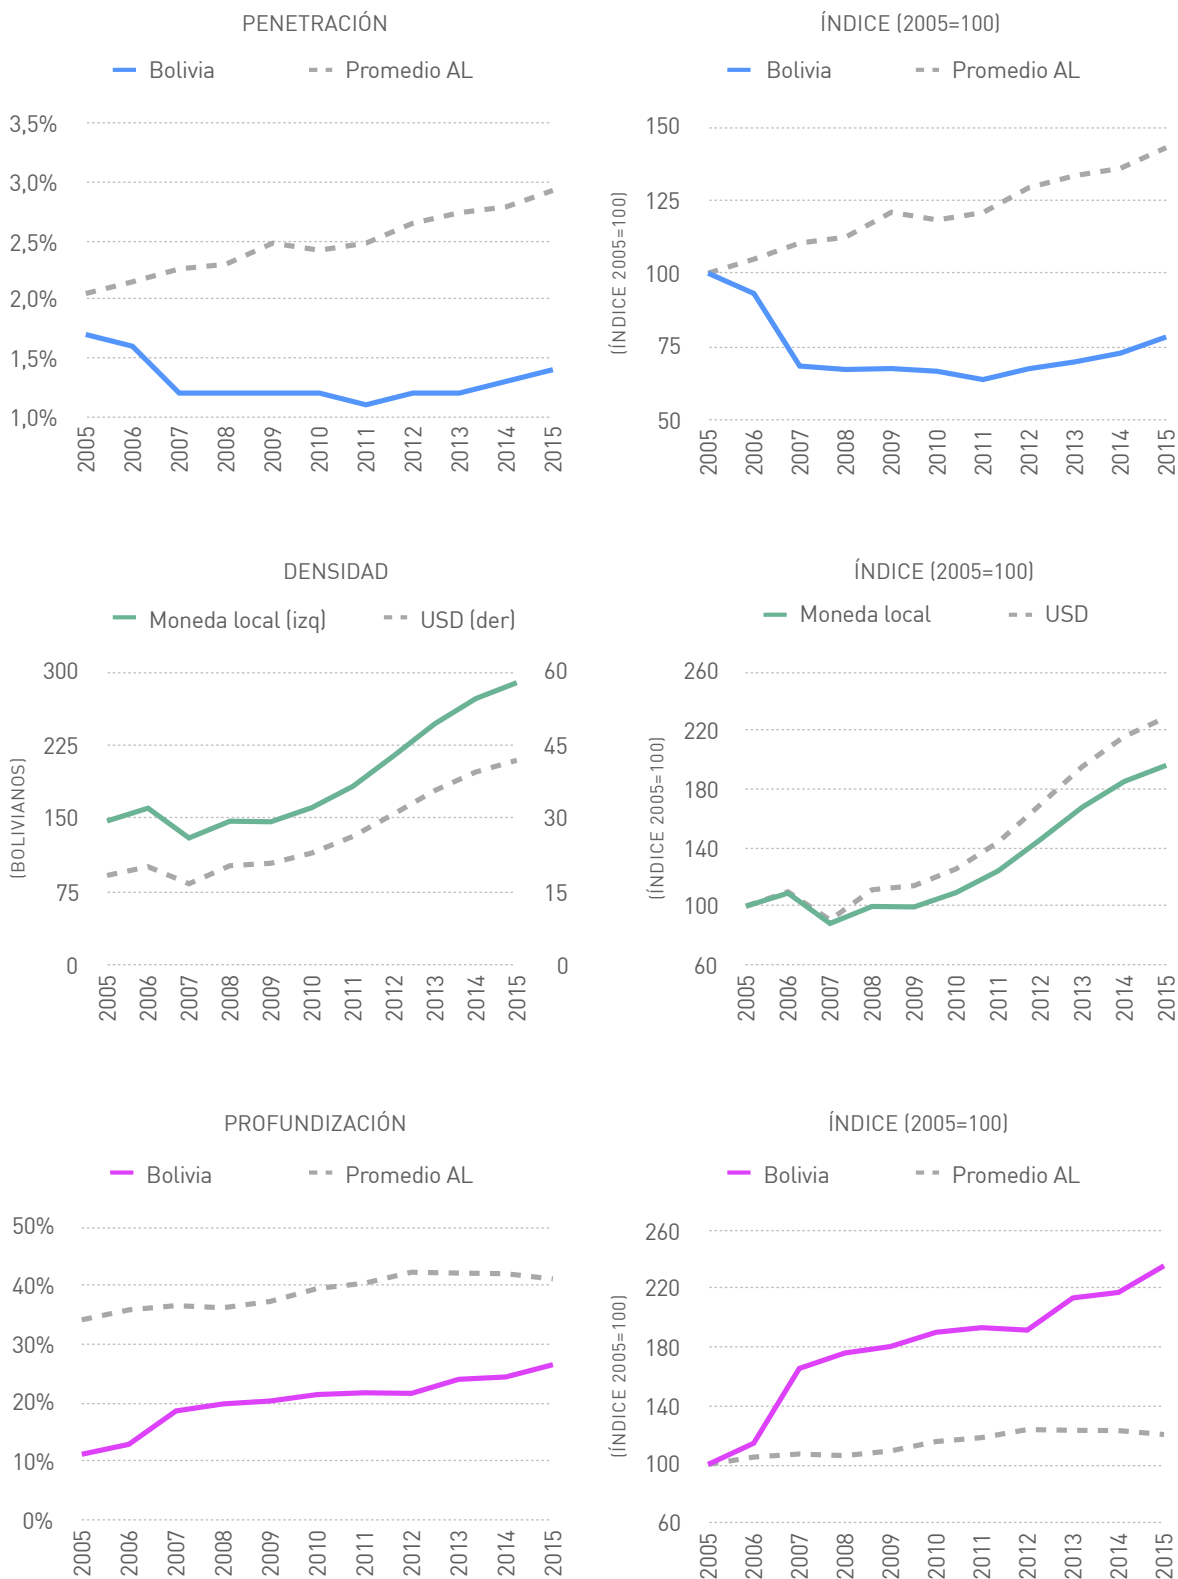 PENETRACIÓN
Bolivia
Promedio AL
3,5%
3,0%
2,5%
2,0%
1,5%
1,0%
2005 2006 2007 2008 2009 2010 2011 2012 2013 2014 2015
ÍNDICE (2005=100)
Bolivia
Promedio AL
(ÍNDICE 2005=100)
150
125
100
75
50
2005 2006 2007 2008 2009 2010 2011 2012 2013 2014 2015
DENSIDAD
Moneda local (izq)
USD (der)
(BOLIVIANOS)
300
225
150
75
0
60
45
30
15
0
2005 2006 2007 2008 2009 2010 2011 2012 2013 2014 2015
ÍNDICE (2005=100)
Moneda local
USD
(ÍNDICE 2005=100)
260
220
180
140
100
60
2005 2006 2007 2008 2009 2010 2011 2012 2013 2014 2015
PROFUNDIZACIÓN
Bolivia
Promedio AL
50%
40%
30%
20%
10%
0%
2005 2006 2007 2008 2009 2010 2011 2012 2013 2014 2015
ÍNDICE (2005=100)
Bolivia
Promedio AL
(ÍNDICE 2005=100)
260
220
180
140
100
60
2005 2006 2007 2008 2009 2010 2011 2012 2013 2014 2015